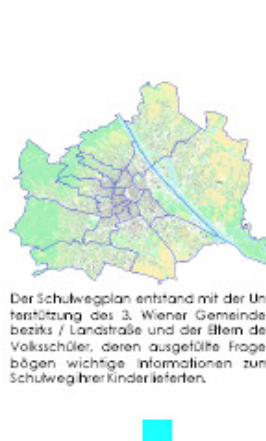 Der Schulwegplan entstand mit der Un
terstützung des 3. Wiener Gemeinde
bezirks / Landstraße und der Eltern de
Volksschüler, deren ausgefüllte Frage
bögen wichtige Informationen zum
Schulweg ihrer Kinder lieferten.